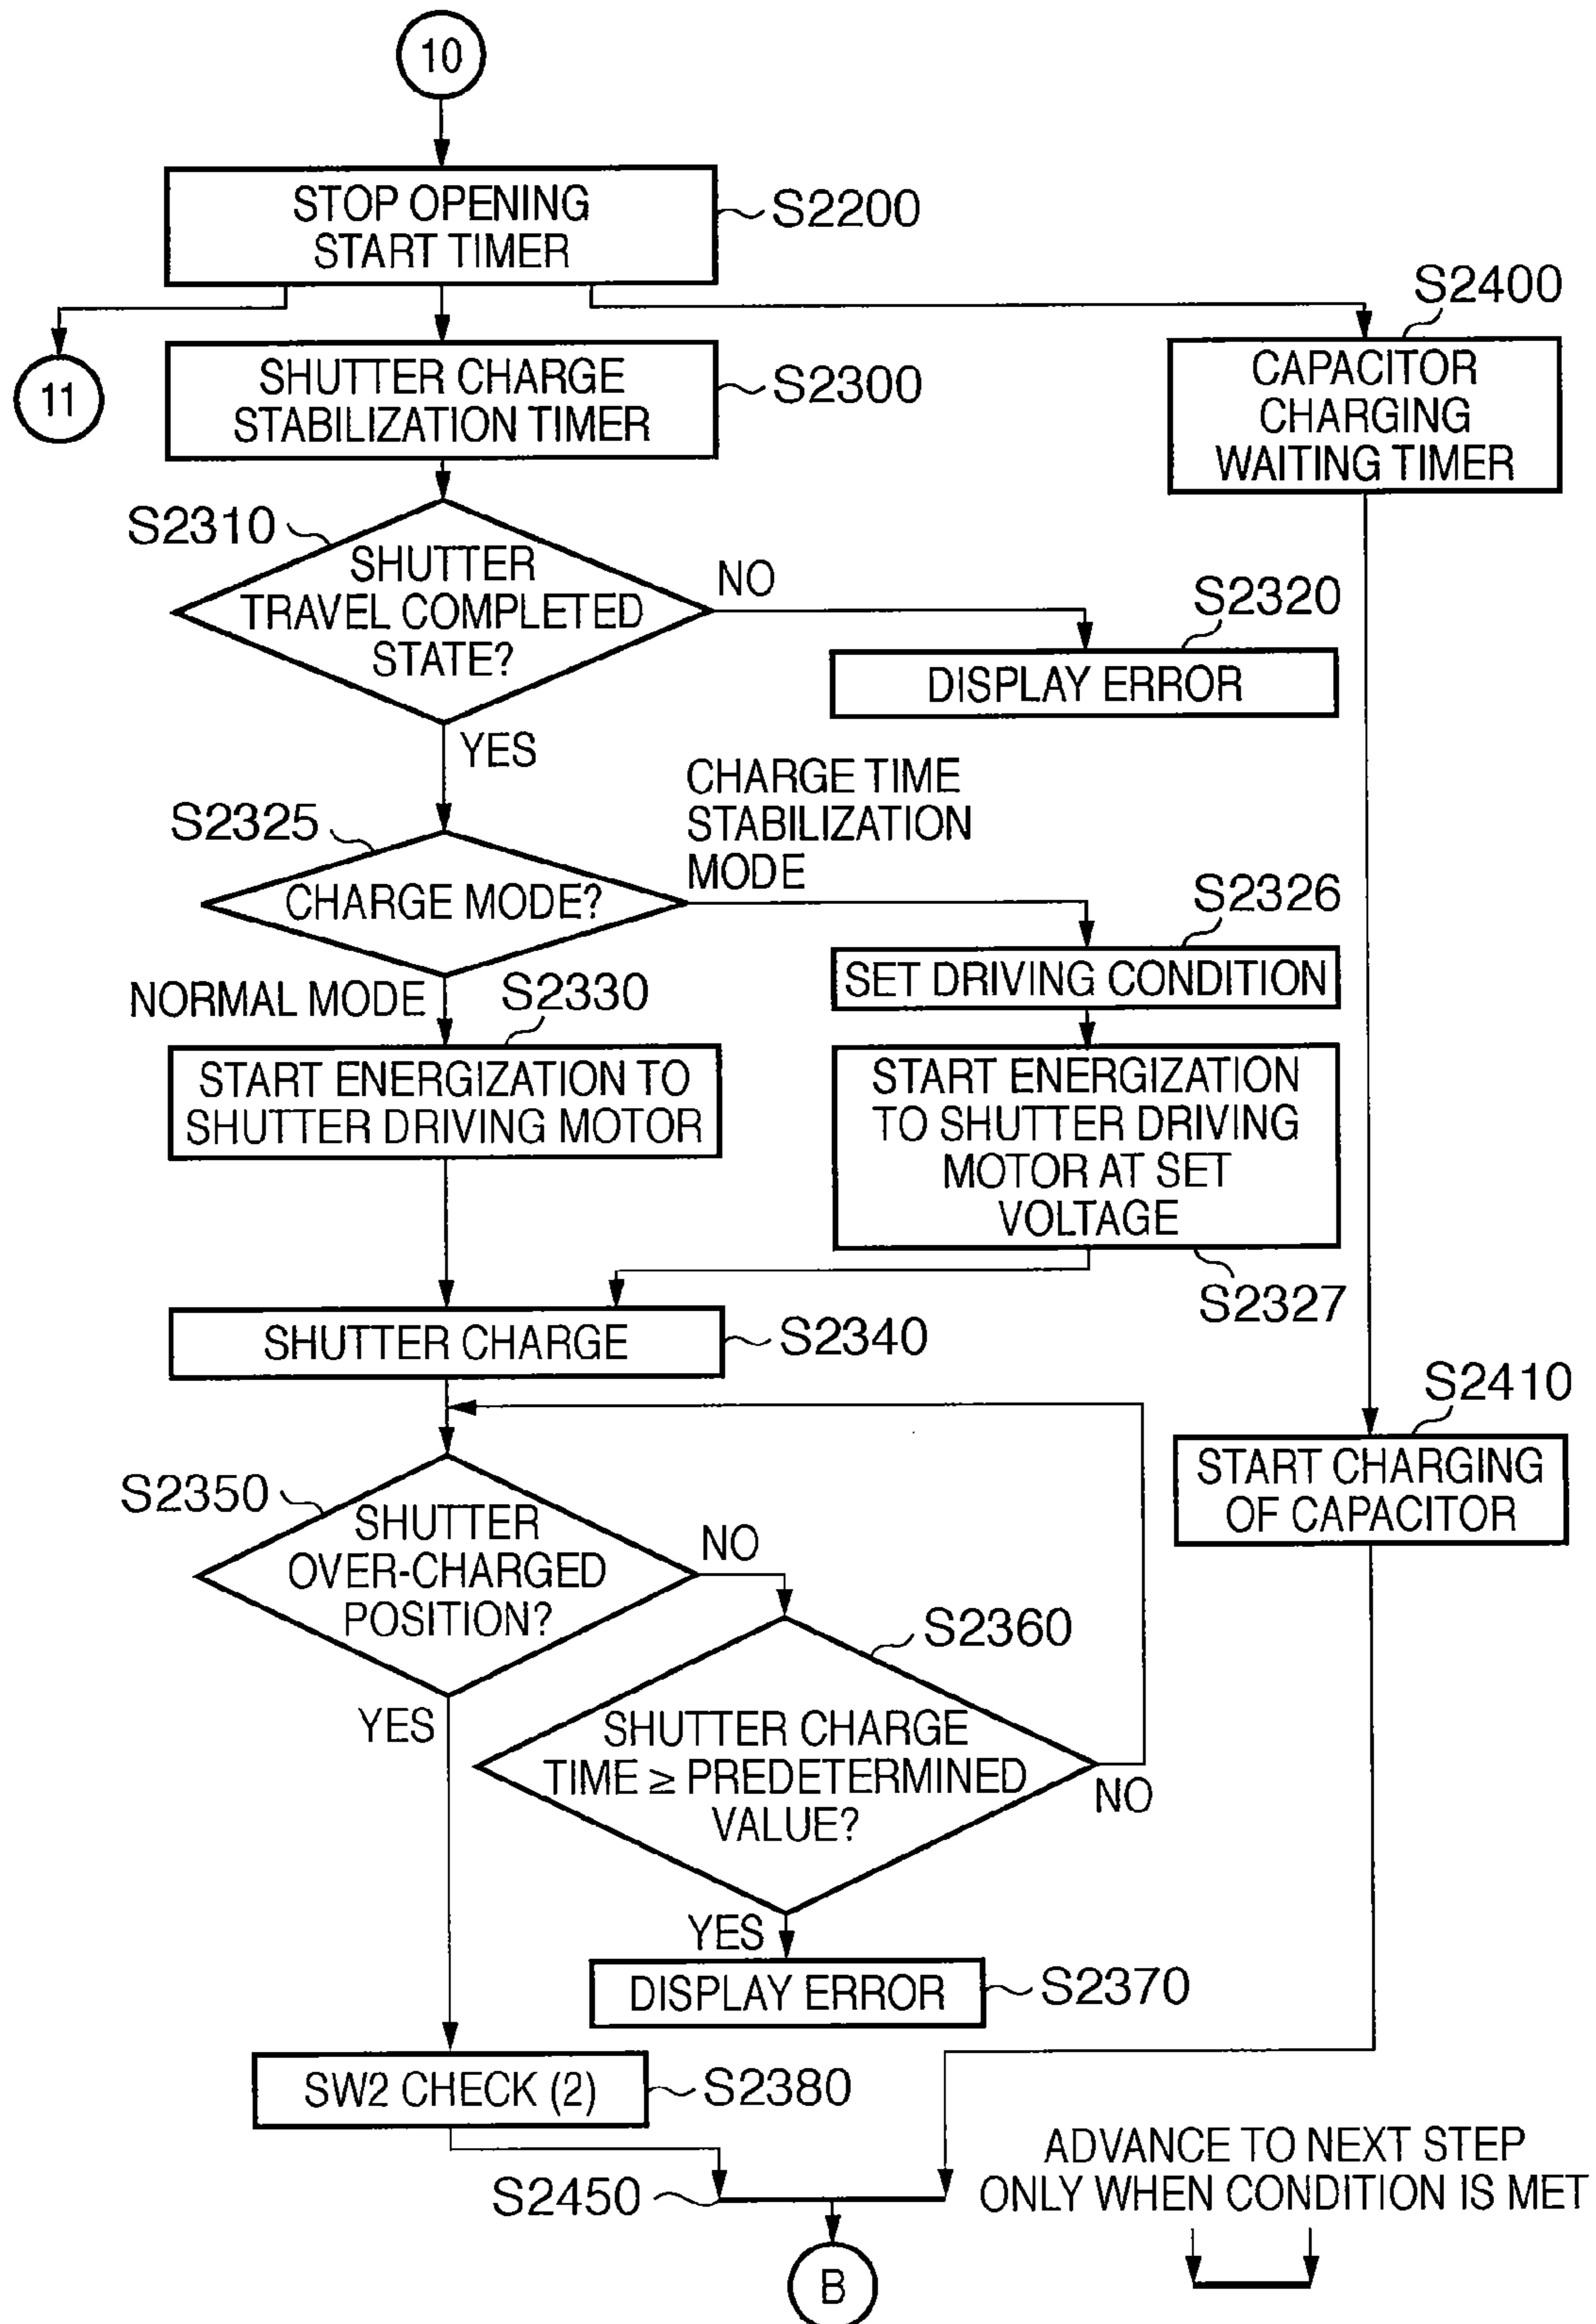 10
STOP OPENING
START TIMER
S2200
S2400
11
SHUTTER CHARGE
STABILIZATION TIMER
S2300
CAPACITOR
CHARGING
WAITING TIMER
S2310
SHUTTER
TRAVEL COMPLETED
STATE?
NO
S2320
DISPLAY ERROR
YES
S2325
CHARGE TIME
STABILIZATION
MODE
CHARGE MODE?
S2326
SET DRIVING CONDITION
NORMAL MODE
S2330
START ENERGIZATION TO
SHUTTER DRIVING MOTOR
START ENERGIZATION
TO SHUTTER DRIVING
MOTOR AT SET
VOLTAGE
S2327
SHUTTER CHARGE
S2340
S2410
START CHARGING
OF CAPACITOR
S2350
SHUTTER
OVER-CHARGED
POSITION?
NO
S2360
YES
SHUTTER CHARGE
TIME ≥ PREDETERMINED
VALUE?
NO
YES
DISPLAY ERROR
S2370
SW2 CHECK (2)
S2380
S2450
ADVANCE TO NEXT STEP
ONLY WHEN CONDITION IS MET
B